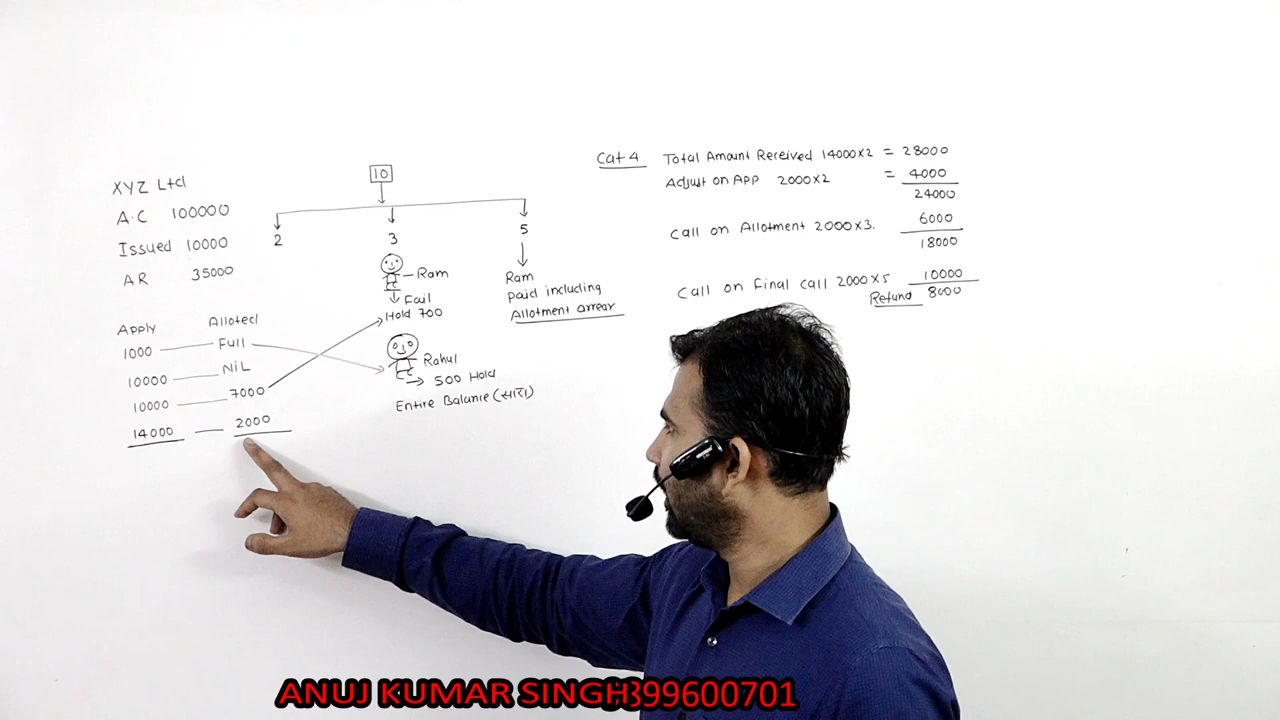 XYZ Ltd
A.C 100000
Issued 10000
AR 35000
Apply Alloted
1000 Full
10000 NiL
10000 7000
14000 2000
10
2 3 5
Ram
Fail
Hold 700
Rahul
500 Hold
Entire Balance (सारा)
Ram
paid including
Allotment arrear
Cat 4 Total Amount Received 14000x2 = 28000
Adjust on APP 2000x2 = 4000
24000
Call on Allotment 2000x3. 6000
18000
Call on Final call 2000x5 10000
Refund 8000
ANUJ KUMAR SINGH 399600701